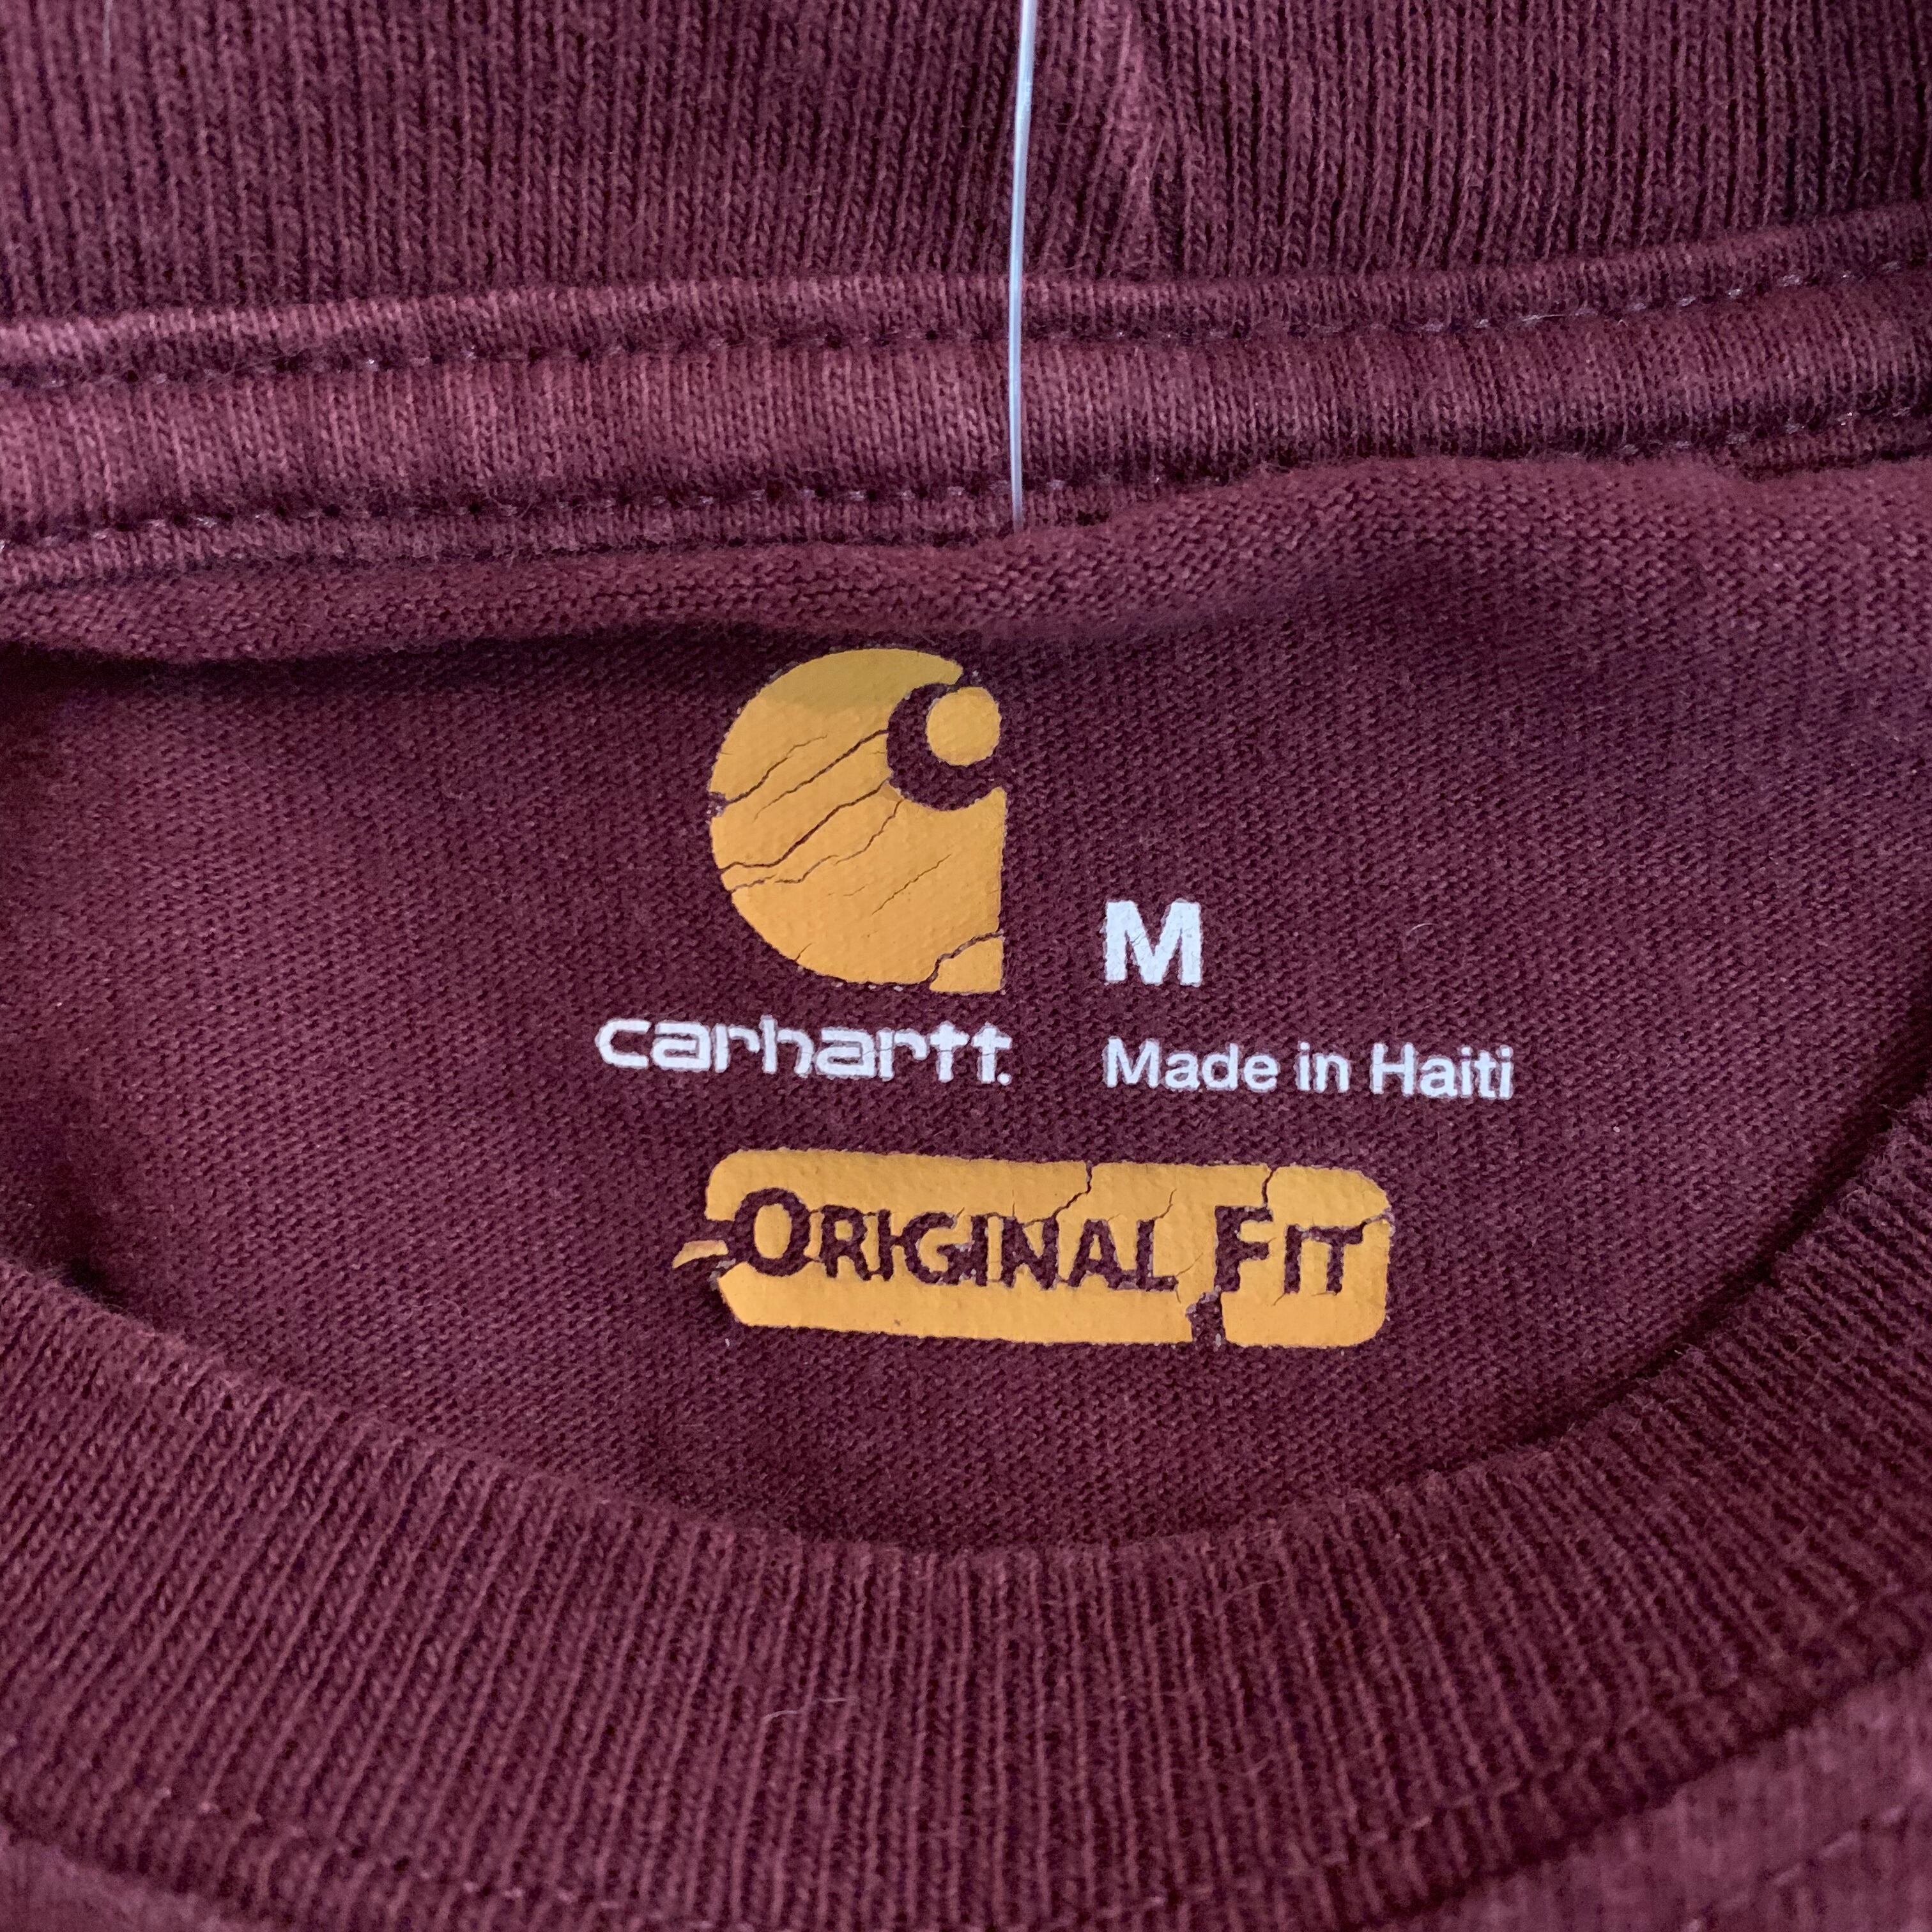 M
carhartt.
Made in Haiti
ORIGINAL FIT